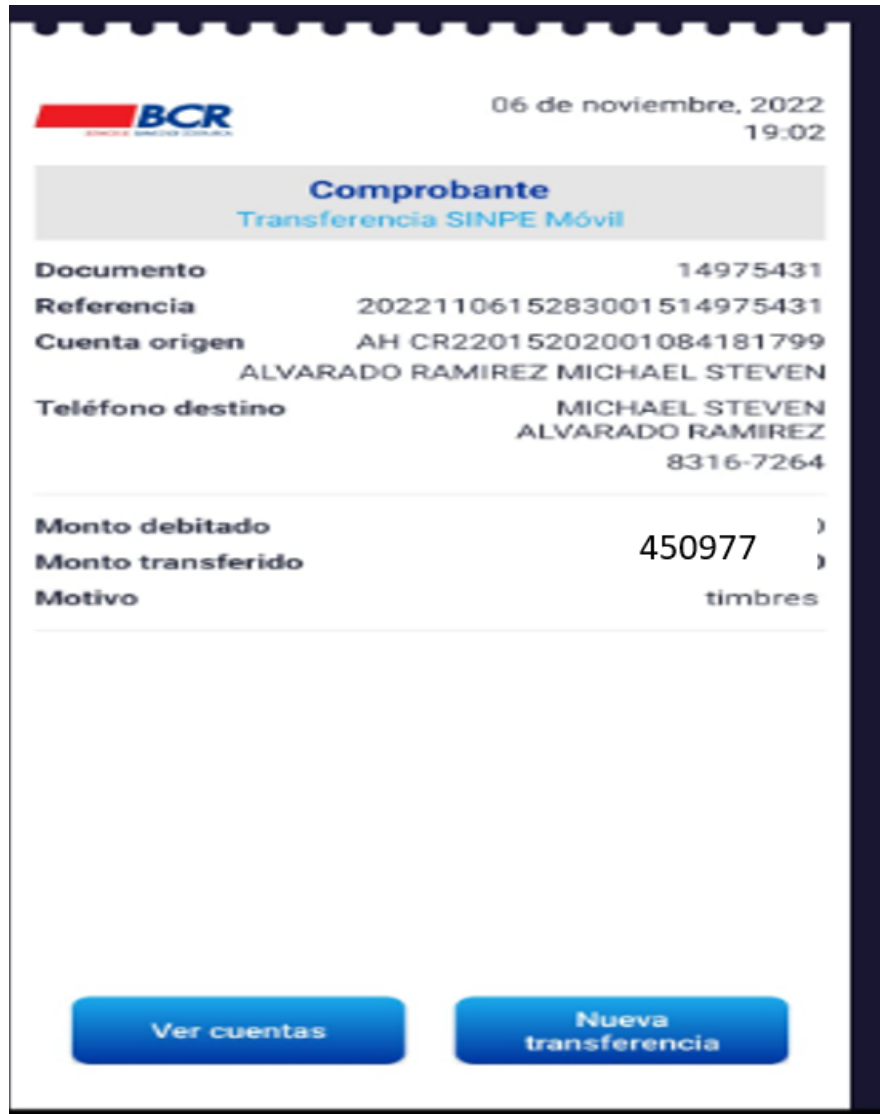 BCR
06 de noviembre, 2022
19:02
Comprobante
Transferencia SINPE Móvil
Documento 14975431
Referencia 2022110615283001514975431
Cuenta origen AH CR22015202001084181799
ALVARADO RAMIREZ MICHAEL STEVEN
Teléfono destino MICHAEL STEVEN
ALVARADO RAMIREZ
8316-7264
Monto debitado
450977
Monto transferido
Motivo timbres
Ver cuentas
Nueva
transferencia